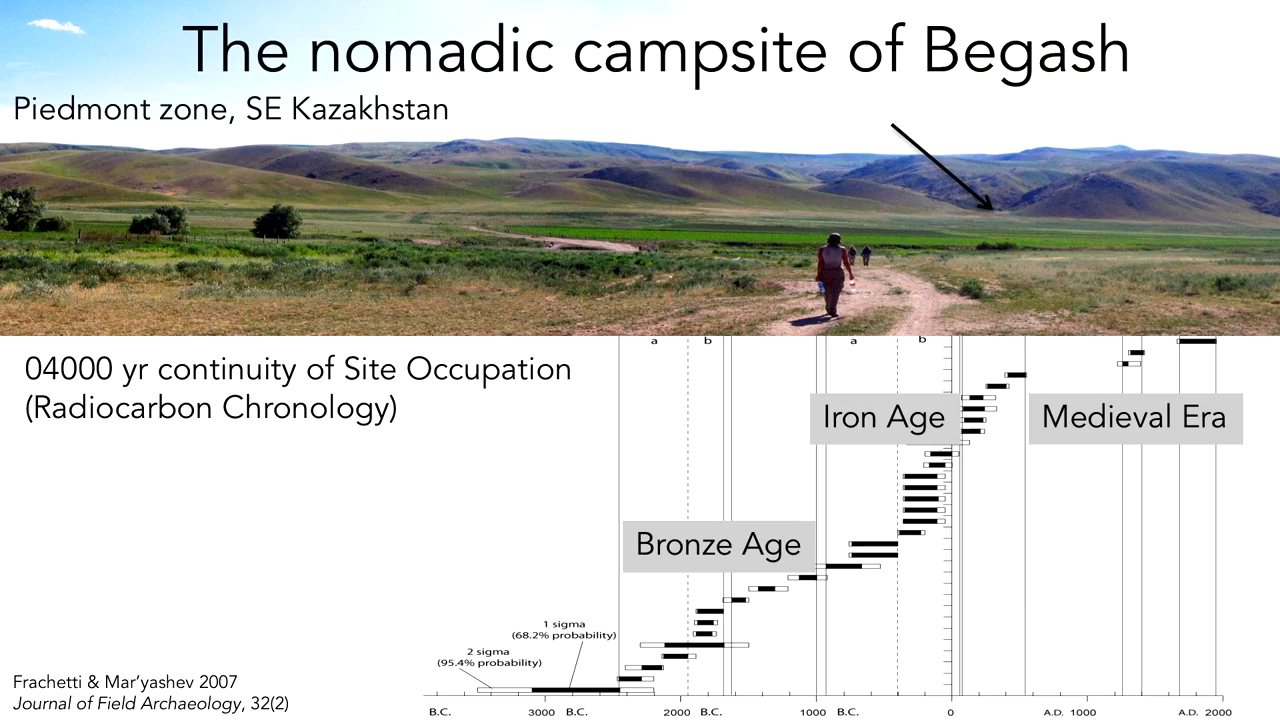 The nomadic campsite of Begash
Piedmont zone, SE Kazakhstan
04000 yr continuity of Site Occupation
(Radiocarbon Chronology)
a b a b
Iron Age
Medieval Era
Bronze Age
1 sigma
(68.2% probability)
2 sigma
(95.4% probability)
Frachetti & Mar'yashev 2007
Journal of Field Archaeology, 32(2)
B.C. 3000 B.C. 2000 B.C. 1000 B.C. 0 A.D. 1000 A.D. 2000